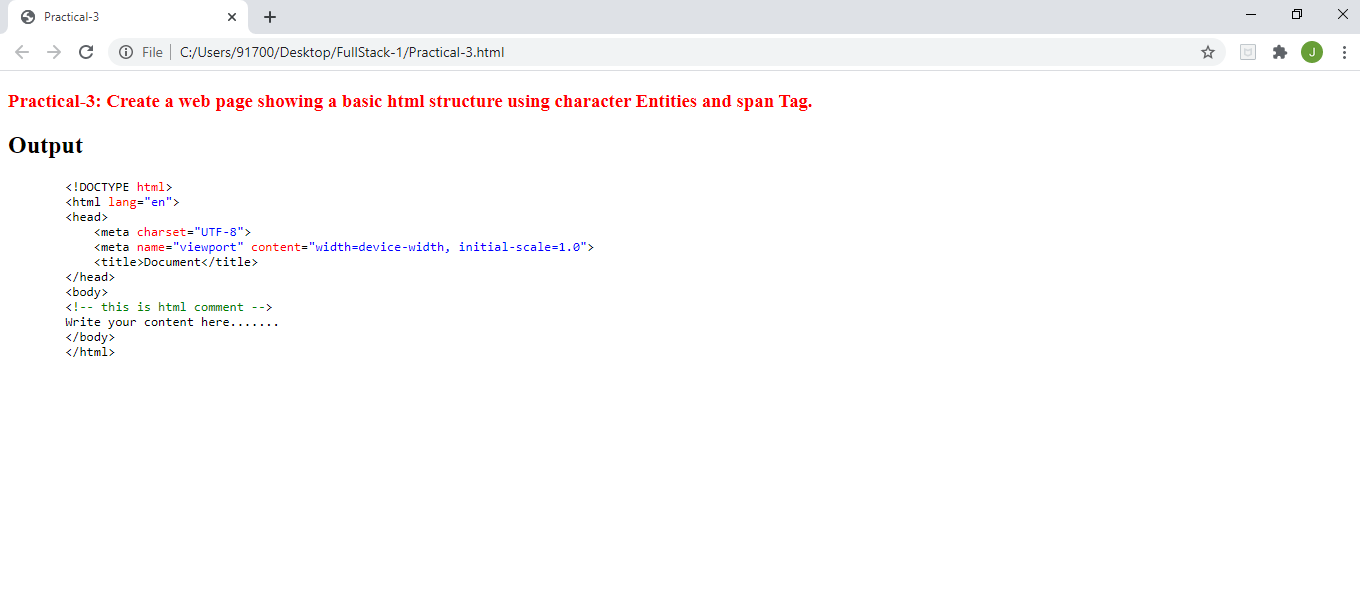 Practical-3
File C:/Users/91700/Desktop/FullStack-1/Practical-3.html
J
Practical-3: Create a web page showing a basic html structure using character Entities and span Tag.
Output
<!DOCTYPE html>
<html lang="en">
<head>
    <meta charset="UTF-8">
    <meta name="viewport" content="width=device-width, initial-scale=1.0">
    <title>Document</title>
</head>
<body>
<!-- this is html comment -->
Write your content here.......
</body>
</html>